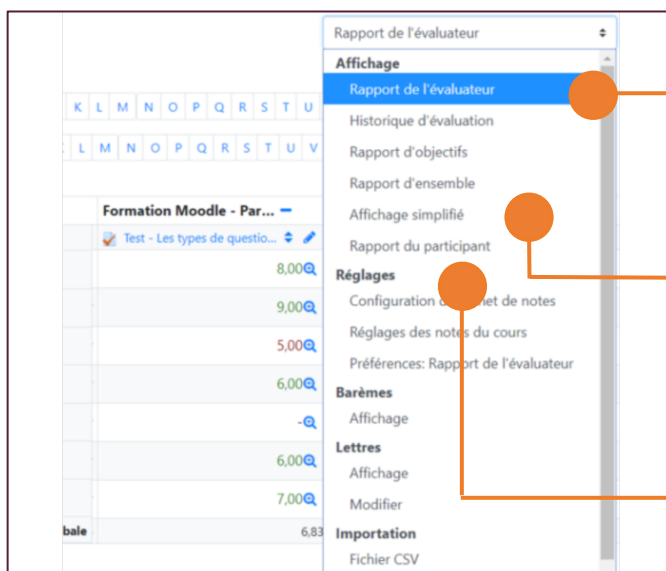 Rapport de l'évaluateur
Affichage
Rapport de l'évaluateur
Historique d'évaluation
Rapport d'objectifs
Rapport d'ensemble
Affichage simplifié
Rapport du participant
Réglages
Configuration de notes
Réglages des notes du cours
Préférences: Rapport de l'évaluateur
Barèmes
Affichage
Lettres
Affichage
Modifier
Importation
Fichier CSV
K L M N O P Q R S T U
L M N O P Q R S T U V
Formation Moodle - Par...
Test - Les types de questio...
8,00
9,00
5,00
6,00
-
6,00
7,00
bale 6,83